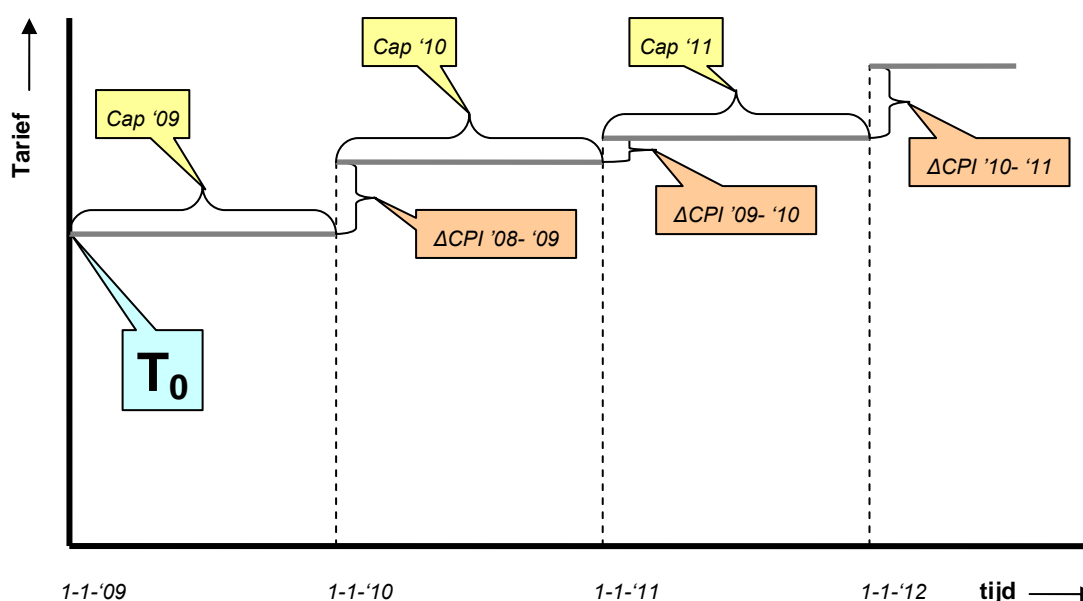 Tarief
Cap ‘09
Cap ‘10
Cap ‘11
ΔCPI ’08- ‘09
ΔCPI ’09- ‘10
ΔCPI ’10- ‘11
T₀
1-1-‘09
1-1-‘10
1-1-‘11
1-1-‘12
tijd